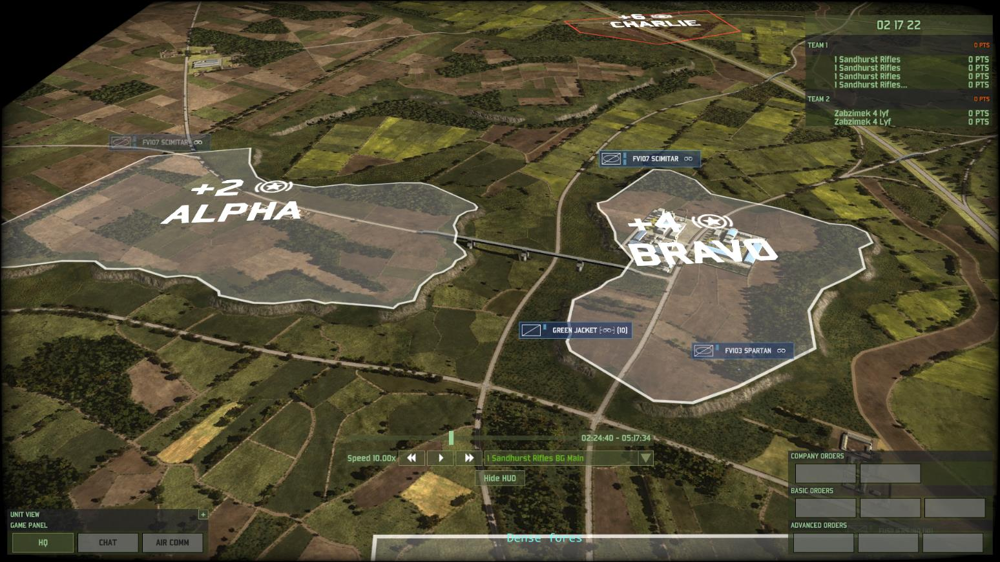 +6
CHARLIE
02 17 22
TEAM 1 0 PTS
1 Sandhurst Rifles 0 PTS
1 Sandhurst Rifles 0 PTS
1 Sandhurst Rifles 0 PTS
1 Sandhurst Rifles... 0 PTS
TEAM 2 0 PTS
Zabzimek 4 lyf 0 PTS
Zabzimek 4 Lyf 0 PTS
FV107 SCIMITAR
FV107 SCIMITAR
+2
ALPHA
+4
BRAVO
GREEN JACKET (10)
FV103 SPARTAN
02:24:40 - 05:17:34
Speed 10.00x
1 Sandhurst Rifles BG Main
Hide HUD
COMPANY ORDERS
BASIC ORDERS
ADVANCED ORDERS
UNIT VIEW +
GAME PANEL
HQ CHAT AIR COMM
Dense fores